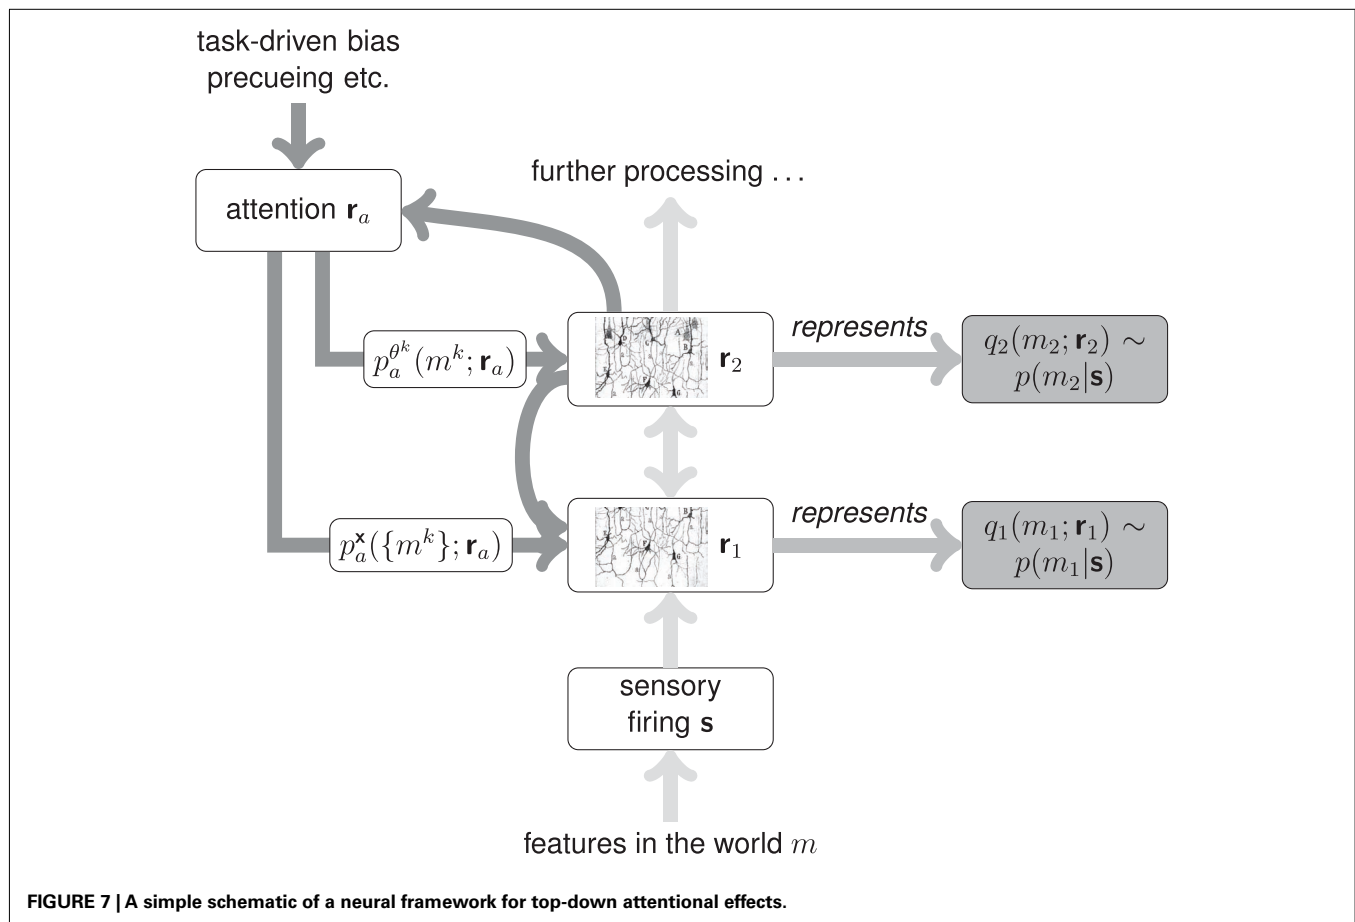 task-driven bias
precueing etc.
further processing ...
attention r_a
represents
p_a^{θ^k}(m^k; r_a)
r_2
q_2(m_2; r_2) ∼
p(m_2|s)
represents
p_a^x({m^k}; r_a)
r_1
q_1(m_1; r_1) ∼
p(m_1|s)
sensory
firing s
features in the world m
FIGURE 7 | A simple schematic of a neural framework for top-down attentional effects.